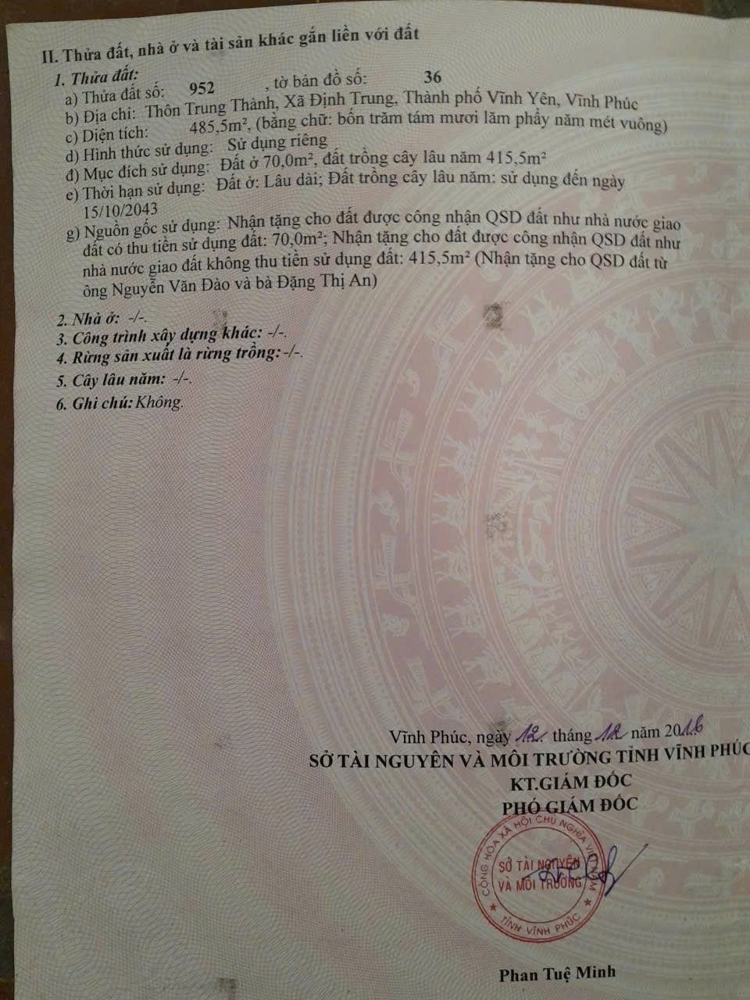 II. Thửa đất, nhà ở và tài sản khác gắn liền với đất
1. Thửa đất:
a) Thửa đất số: 952 , tờ bản đồ số: 36
b) Địa chỉ: Thôn Trung Thành, Xã Định Trung, Thành phố Vĩnh Yên, Vĩnh Phúc
c) Diện tích: 485,5m², (bằng chữ: bốn trăm tám mươi lăm phẩy năm mét vuông)
d) Hình thức sử dụng: Sử dụng riêng
đ) Mục đích sử dụng: Đất ở 70,0m², đất trồng cây lâu năm 415,5m²
e) Thời hạn sử dụng: Đất ở: Lâu dài; Đất trồng cây lâu năm: sử dụng đến ngày
15/10/2043
g) Nguồn gốc sử dụng: Nhận tặng cho đất được công nhận QSD đất như nhà nước giao
đất có thu tiền sử dụng đất: 70,0m²; Nhận tặng cho đất được công nhận QSD đất như
nhà nước giao đất không thu tiền sử dụng đất: 415,5m² (Nhận tặng cho QSD đất từ
ông Nguyễn Văn Đào và bà Đặng Thị An)
2. Nhà ở: -/-.
3. Công trình xây dựng khác: -/-.
4. Rừng sản xuất là rừng trồng: -/-.
5. Cây lâu năm: -/-.
6. Ghi chú: Không.
Vĩnh Phúc, ngày 12 tháng 12 năm 2016
SỞ TÀI NGUYÊN VÀ MÔI TRƯỜNG TỈNH VĨNH PHÚC
KT.GIÁM ĐỐC
PHÓ GIÁM ĐỐC
CỘNG HÒA XÃ HỘI CHỦ NGHĨA VIỆT NAM
SỞ TÀI NGUYÊN
VÀ MÔI TRƯỜNG
★ TỈNH VĨNH PHÚC ★
Phan Tuệ Minh